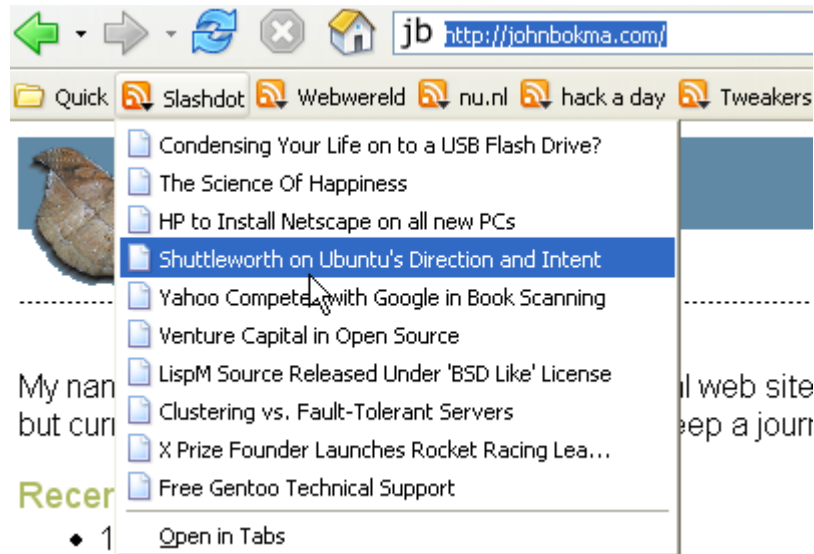 jb http://johnbokma.com/
Quick Slashdot Webwereld nu.nl hack a day Tweakers
Condensing Your Life on to a USB Flash Drive?
The Science Of Happiness
HP to Install Netscape on all new PCs
Shuttleworth on Ubuntu's Direction and Intent
Yahoo Competes with Google in Book Scanning
Venture Capital in Open Source
LispM Source Released Under 'BSD Like' License
My nan l web site
Clustering vs. Fault-Tolerant Servers
but curr eep a jour
X Prize Founder Launches Rocket Racing Lea...
Free Gentoo Technical Support
Recer
Open in Tabs
• 1